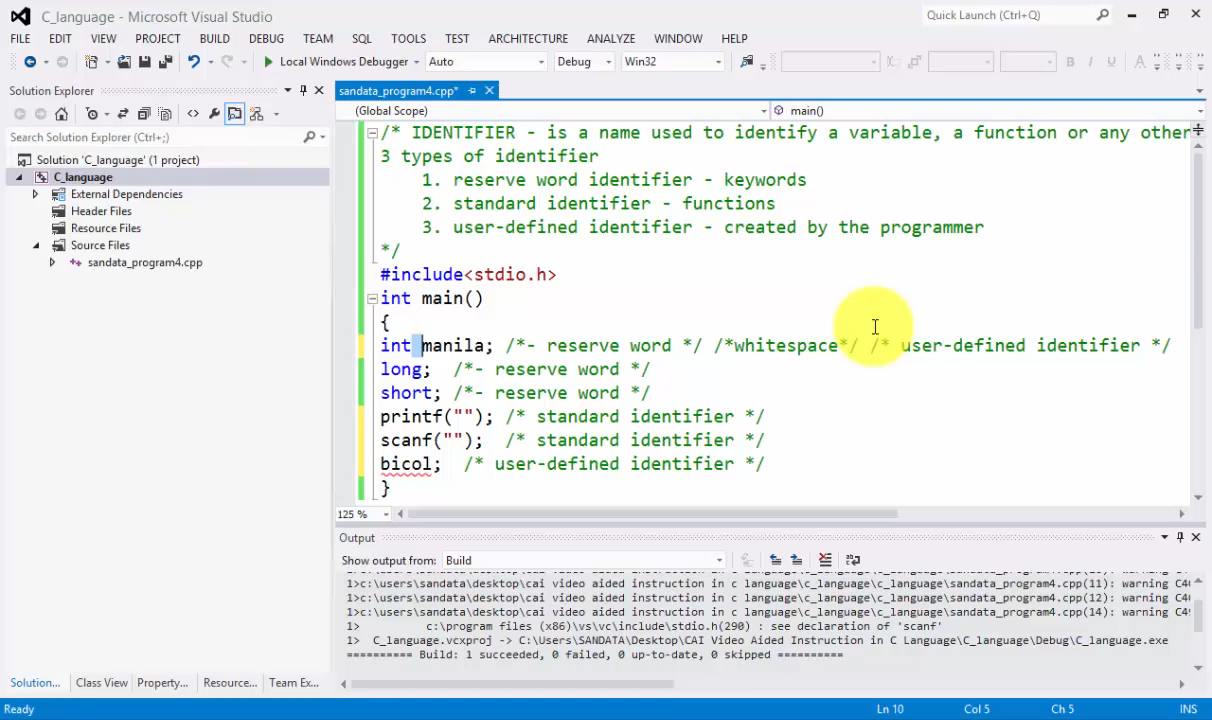 C_language - Microsoft Visual Studio
Quick Launch (Ctrl+Q)
FILE EDIT VIEW PROJECT BUILD DEBUG TEAM SQL TOOLS TEST ARCHITECTURE ANALYZE WINDOW HELP
Local Windows Debugger Auto Debug Win32
Solution Explorer
sandata_program4.cpp*
(Global Scope) main()
Search Solution Explorer (Ctrl+;)
Solution 'C_language' (1 project)
C_language
External Dependencies
Header Files
Resource Files
Source Files
sandata_program4.cpp
/* IDENTIFIER - is a name used to identify a variable, a function or any other
3 types of identifier
1. reserve word identifier - keywords
2. standard identifier - functions
3. user-defined identifier - created by the programmer
*/
#include<stdio.h>
int main()
{
int manila; /*- reserve word */ /*whitespace*/ /* user-defined identifier */
long; /*- reserve word */
short; /*- reserve word */
printf(""); /* standard identifier */
scanf(""); /* standard identifier */
bicol; /* user-defined identifier */
}
125 %
Output
Show output from: Build
1>c:\users\sandata\desktop\cai video aided instruction in c language\c_language\c_language\sandata_program4.cpp(11): warning C4
1>c:\users\sandata\desktop\cai video aided instruction in c language\c_language\c_language\sandata_program4.cpp(12): warning C4
1>c:\users\sandata\desktop\cai video aided instruction in c language\c_language\c_language\sandata_program4.cpp(14): warning C4
1> c:\program files (x86)\vs\vc\include\stdio.h(290) : see declaration of 'scanf'
1> C_language.vcxproj -> C:\Users\SANDATA\Desktop\CAI Video Aided Instruction in C Language\C_language\Debug\C_language.exe
========== Build: 1 succeeded, 0 failed, 0 up-to-date, 0 skipped ==========
Solution... Class View Property... Resource... Team Ex...
Ready Ln 10 Col 5 Ch 5 INS